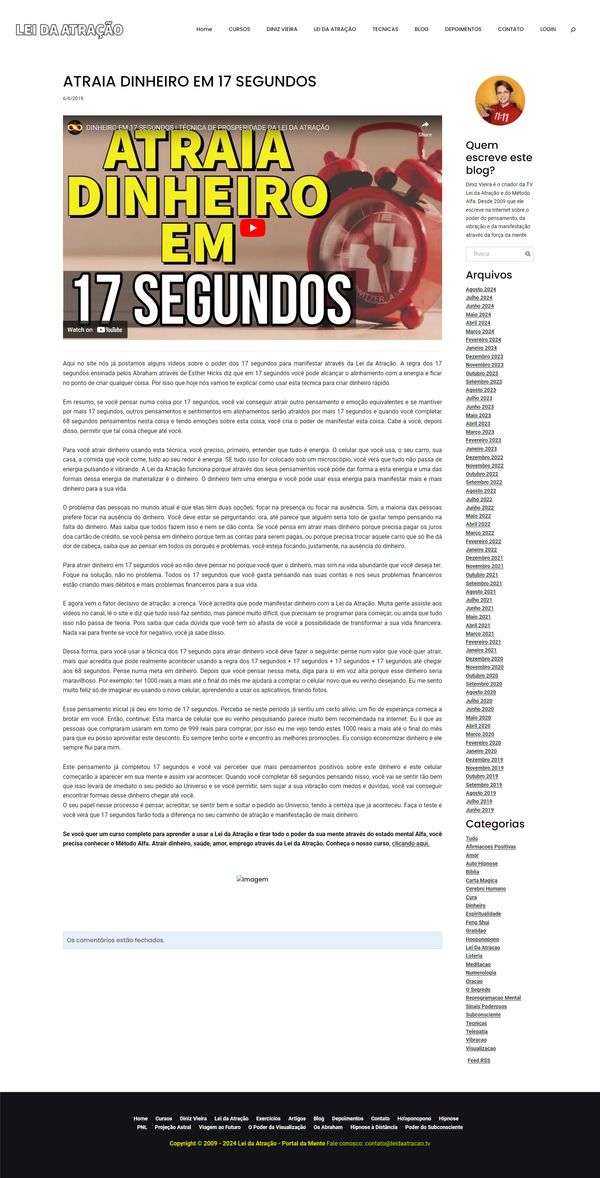 LEI DA ATRAÇÃO
Home CURSOS DINIZ VIEIRA LEI DA ATRAÇÃO TECNICAS BLOG DEPOIMENTOS CONTATO LOGIN
ATRAIA DINHEIRO EM 17 SEGUNDOS
6/6/2019
DINHEIRO EM 17 SEGUNDOS | TÉCNICA DE PROSPERIDADE DA LEI DA ATRAÇÃO
Share
ATRAIA
DINHEIRO
EM
17 SEGUNDOS
Watch on YouTube
Aqui no site nós já postamos alguns vídeos sobre o poder dos 17 segundos para manifestar através da Lei da Atração. A regra dos 17
segundos ensinada pelos Abraham através de Esther Hicks diz que em 17 segundos você pode alcançar o alinhamento com a energia e ficar
no ponto de criar qualquer coisa. Por isso que hoje nós vamos te explicar como usar esta técnica para criar dinheiro rápido.
Em resumo, se você pensar numa coisa por 17 segundos, você vai conseguir atrair outro pensamento e emoção equivalentes e se mantiver
por mais 17 segundos, outros pensamentos e sentimentos em alinhamentos serão atraídos por mais 17 segundos e quando você completar
68 segundos pensamentos nesta coisa e tendo emoções sobre esta coisa, você cria o poder de manifestar esta coisa. Cabe a você, depois
disso, permitir que tal coisa chegue até você.
Para você atrair dinheiro usando esta técnica, você preciso, primeiro, entender que tudo é energia. O celular que você usa, o seu carro, sua
casa, a comida que você come, tudo ao seu redor é energia. SE tudo isso for colocado sob um microscópio, você verá que tudo não passa de
energia pulsando e vibrando. A Lei da Atração funciona porque através dos seus pensamentos você pode dar forma a esta energia e uma das
formas dessa energia de materializar é o dinheiro. O dinheiro tem uma energia e você pode usar essa energia para manifestar mais e mais
dinheiro para a sua vida.
O problema das pessoas no mundo atual é que elas têm duas opções: focar na presença ou focar na ausência. Sim, a maioria das pessoas
prefere focar na ausência do dinheiro. Você deve estar se perguntando: ora, até parece que alguém seria tolo de gastar tempo pensando na
falta do dinheiro. Mas saiba que todos fazem isso e nem se dão conta. Se você pensa em atrair mais dinheiro porque precisa pagar os juros
doa cartão de crédito, se você pensa em dinheiro porque tem as contas para serem pagas, ou porque precisa trocar aquele carro que só lhe dá
dor de cabeça, saiba que ao pensar em todos os porquês e problemas, você esteja focando, justamente, na ausência do dinheiro.
Para atrair dinheiro em 17 segundos você ao não deve pensar no porque você quer o dinheiro, mas sim na vida abundante que você deseja ter.
Foque na solução, não no problema. Todos os 17 segundos que você gasta pensando nas suas contas e nos seus problemas financeiros
estão criando mais débitos e mais problemas financeiros para a sua vida.
E agora vem o fator decisivo de atração: a crença. Você acredita que pode manifestar dinheiro com a Lei da Atração. Muita gente assiste aos
vídeos no canal, lê o site e diz que tudo isso faz sentido, mas parece muito difícil, que precisam se programar para começar, ou ainda que tudo
isso não passa de teoria. Pois saiba que cada dúvida que você tem só afasta de você a possibilidade de transformar a sua vida financeira.
Nada vai para frente se você for negativo, você já sabe disso.
Dessa forma, para você usar a técnica dos 17 segundo para atrair dinheiro você deve fazer o seguinte: pense num valor que você quer atrair,
mais que acredita que pode realmente acontecer usando a regra dos 17 segundos + 17 segundos + 17 segundos + 17 segundos até chegar
aos 68 segundos. Pense numa meta em dinheiro. Depois que você pensar nessa meta, diga para si em voz alta porque esse dinheiro seria
maravilhoso. Por exemplo: ter 1000 reais a mais até o final do mês me ajudara a comprar o celular novo que eu venho desejando. Eu me sento
muito feliz só de imaginar eu usando o novo celular, aprendendo a usar os aplicativos, tirando fotos.
Esse pensamento inicial já deu em torno de 17 segundos. Perceba se neste período já sentiu um certo alívio, um fio de esperança começa a
brotar em você. Então, continue: Esta marca de celular que eu venho pesquisando parece muito bem recomendada na internet. Eu li que as
pessoas que compraram usaram em torno de 999 reais para comprar, por isso eu me vejo tendo estes 1000 reais a mais até o final do mês
para que eu posso aproveitar este desconto. Eu sempre tenho sorte e encontro as melhores promoções. Eu consigo economizar dinheiro e ele
sempre flui para mim.
Este pensamento já completou 17 segundos e você vai perceber que mais pensamentos positivos sobre este dinheiro e este celular
começarão a aparecer em sua mente e assim vai acontecer. Quando você completar 68 segundos pensando nisso, você vai se sentir tão bem
que isso levará de imediato o seu pedido ao Universo e se você permitir, sem sujar a sua vibração com medos e dúvidas, você vai conseguir
encontrar formas desse dinheiro chegar até você.
O seu papel nesse processo é pensar, acreditar, se sentir bem e soltar o pedido ao Universo, tendo a certeza que já aconteceu. Faça o teste e
você verá que 17 segundos farão toda a diferença no seu caminho de atração e manifestação de mais dinheiro.
Se você quer um curso completo para aprender a usar a Lei da Atração e tirar todo o poder da sua mente através do estado mental Alfa, você
precisa conhecer o Método Alfa. Atrair dinheiro, saúde, amor, emprego através da Lei da Atração. Conheça o nosso curso, clicando aqui.
Imagem
Os comentários estão fechados.
11:11
Quem
escreve este
blog?
Diniz Vieira é o criador da TV
Lei da Atração e do Método
Alfa. Desde 2009 que ele
escreve na Internet sobre o
poder do pensamento, da
vibração e da manifestação
através da força da mente.
Busca
Arquivos
Agosto 2024
Julho 2024
Junho 2024
Maio 2024
Abril 2024
Março 2024
Fevereiro 2024
Janeiro 2024
Dezembro 2023
Novembro 2023
Outubro 2023
Setembro 2023
Agosto 2023
Julho 2023
Junho 2023
Maio 2023
Abril 2023
Março 2023
Fevereiro 2023
Janeiro 2023
Dezembro 2022
Novembro 2022
Outubro 2022
Setembro 2022
Agosto 2022
Julho 2022
Junho 2022
Maio 2022
Abril 2022
Março 2022
Fevereiro 2022
Janeiro 2022
Dezembro 2021
Novembro 2021
Outubro 2021
Setembro 2021
Agosto 2021
Julho 2021
Junho 2021
Maio 2021
Abril 2021
Março 2021
Fevereiro 2021
Janeiro 2021
Dezembro 2020
Novembro 2020
Outubro 2020
Setembro 2020
Agosto 2020
Julho 2020
Junho 2020
Maio 2020
Abril 2020
Março 2020
Fevereiro 2020
Janeiro 2020
Dezembro 2019
Novembro 2019
Outubro 2019
Setembro 2019
Agosto 2019
Julho 2019
Junho 2019
Categorias
Tudo
Afirmacoes Positivas
Amor
Auto Hipnose
Biblia
Carta Magica
Cerebro Humano
Cura
Dinheiro
Espiritualidade
Feng Shui
Gratidao
Hooponopono
Lei Da Atracao
Loteria
Meditacao
Numerologia
Oracao
O Segredo
Reprogramacao Mental
Sinais Poderosos
Subconsciente
Tecnicas
Telepatia
Vibracao
Visualizacao
Feed RSS
Home Cursos Diniz Vieira Lei da Atração Exercícios Artigos Blog Depoimentos Contato Ho'oponopono Hipnose
PNL Projeção Astral Viagem ao Futuro O Poder da Visualização Os Abraham Hipnose à Distância Poder do Subconsciente
Copyright © 2009 - 2024 Lei da Atração - Portal da Mente Fale conosco: contato@leidaatracao.tv